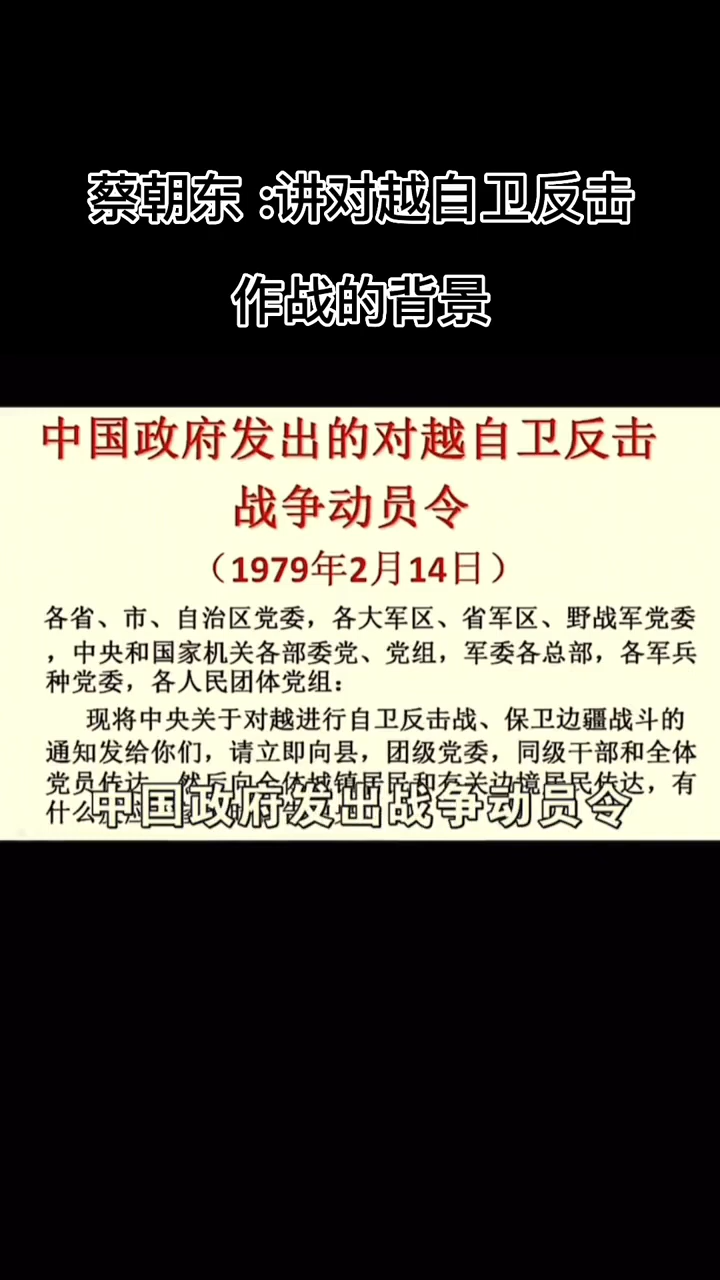 蔡朝东 :讲对越自卫反击
作战的背景
中国政府发出的对越自卫反击
战争动员令
（1979年2月14日）
各省、市、自治区党委，各大军区、省军区、野战军党委
，中央和国家机关各部委党、党组，军委各总部，各军兵
种党委，各人民团体党组：
现将中央关于对越进行自卫反击战、保卫边疆战斗的
通知发给你们，请立即向县，团级党委，同级干部和全体
党员传达，然后向全体城镇居民和有关边境居民传达，有
什么
中国政府发出战争动员令